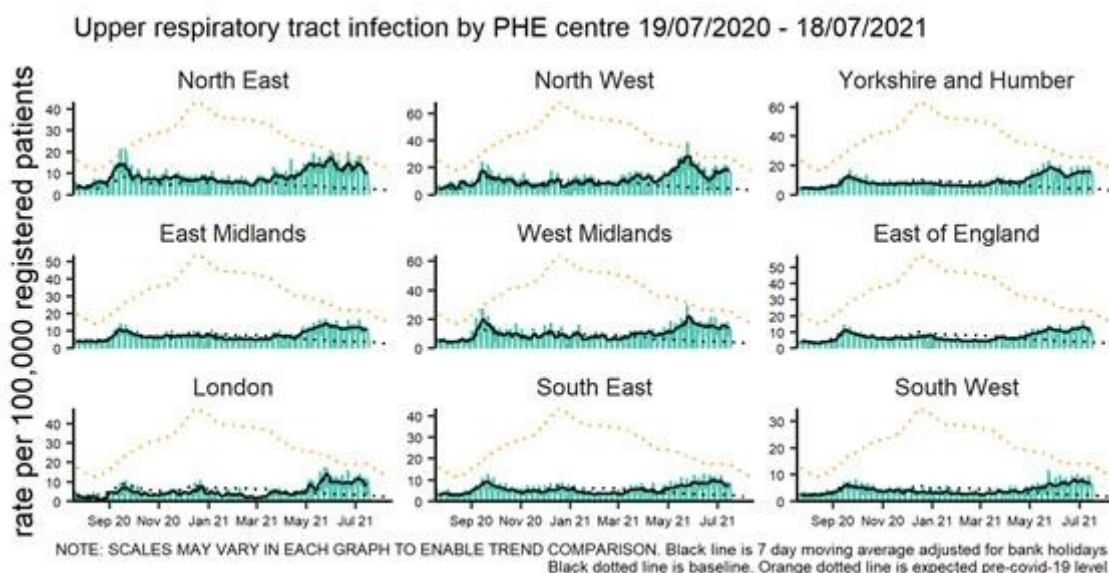 Upper respiratory tract infection by PHE centre 19/07/2020 - 18/07/2021
rate per 100,000 registered patients
North East
40
30
20
10
0
North West
60
40
20
0
Yorkshire and Humber
60
40
20
0
East Midlands
50
40
30
20
10
0
West Midlands
60
40
20
0
East of England
50
40
30
20
10
0
London
40
30
20
10
0
Sep 20 Nov 20 Jan 21 Mar 21 May 21 Jul 21
South East
40
30
20
10
0
Sep 20 Nov 20 Jan 21 Mar 21 May 21 Jul 21
South West
30
20
10
0
Sep 20 Nov 20 Jan 21 Mar 21 May 21 Jul 21
NOTE: SCALES MAY VARY IN EACH GRAPH TO ENABLE TREND COMPARISON. Black line is 7 day moving average adjusted for bank holidays
Black dotted line is baseline. Orange dotted line is expected pre-covid-19 level